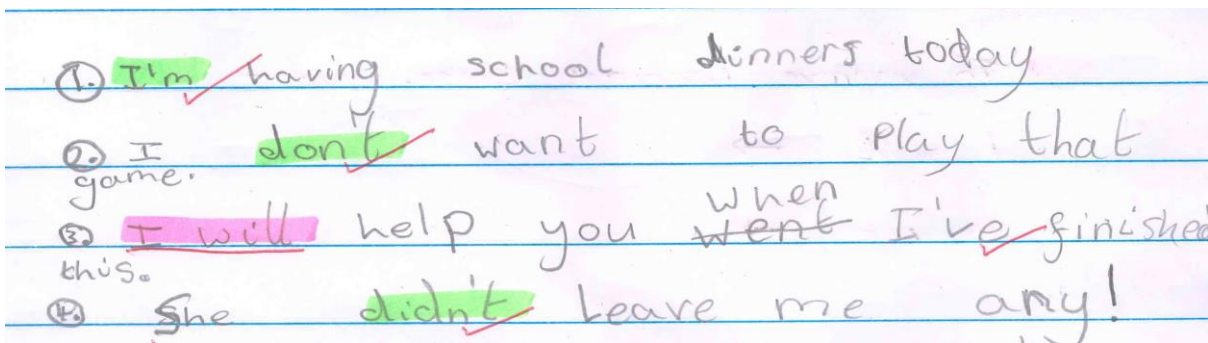 1. I'm having school dinners today
2. I don't want to play that
game.
when
3. I will help you went I've finished
this.
4. She didn't leave me any!